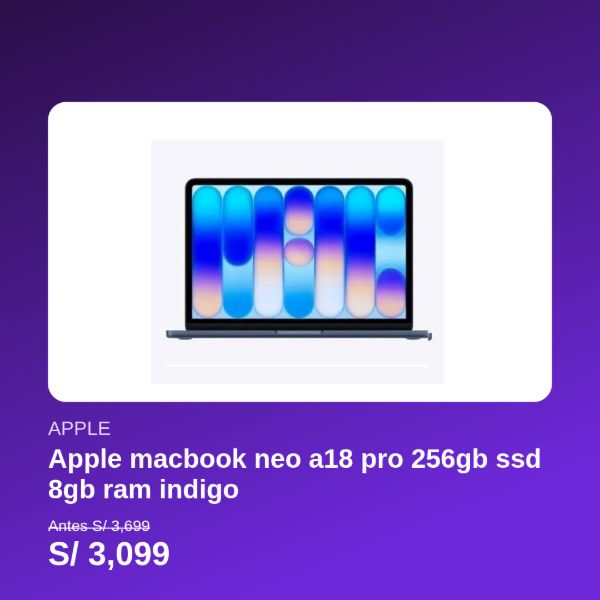 APPLE
Apple macbook neo a18 pro 256gb ssd
8gb ram indigo
Antes S/ 3,699
S/ 3,099